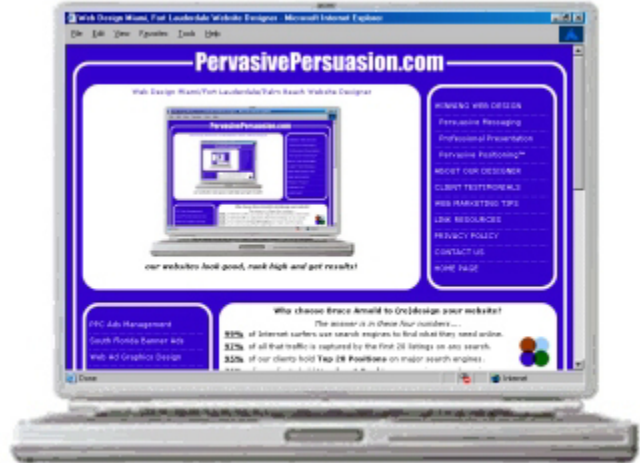 Web Design Miami, Fort Lauderdale Website Designer - Microsoft Internet Explorer
File Edit View Favorites Tools Help
PervasivePersuasion.com
Web Design Miami/Fort Lauderdale/Palm Beach Website Designer
PervasivePersuasion.com
our websites look good, rank high and get results!
WINNING WEB DESIGN
Persuasive Messaging
Professional Presentation
Pervasive Positioning™
ABOUT OUR DESIGNER
CLIENT TESTIMONIALS
WEB MARKETING TIPS
LINK RESOURCES
PRIVACY POLICY
CONTACT US
HOME PAGE
PPC Ads Management
South Florida Banner Ads
Web Ad Graphics Design
Why choose Bruce Arnold to (re)design your website?
The answer is in these four numbers....
99% of Internet surfers use search engines to find what they need online.
97% of all that traffic is captured by the first 20 listings on any search.
95% of our clients hold Top 20 Positions on major search engines.
Done
Internet